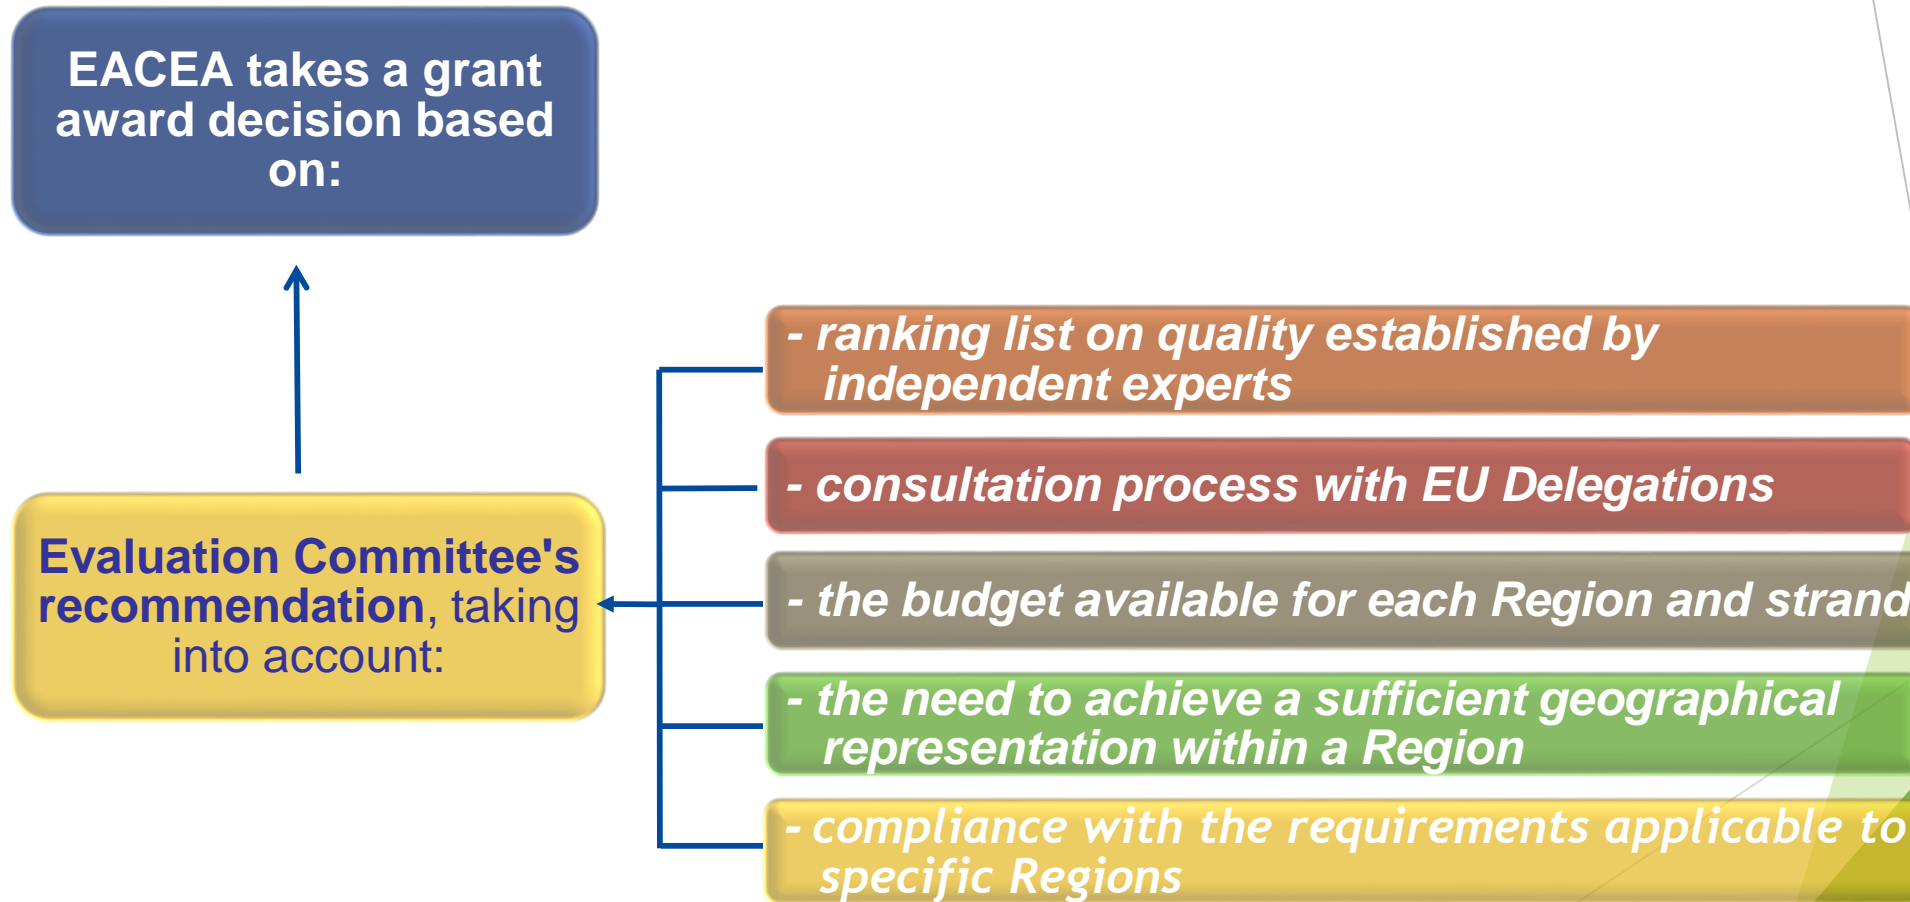 EACEA takes a grant
award decision based
on:
Evaluation Committee's
recommendation, taking
into account:
- ranking list on quality established by
independent experts
- consultation process with EU Delegations
- the budget available for each Region and strand
- the need to achieve a sufficient geographical
representation within a Region
- compliance with the requirements applicable to
specific Regions